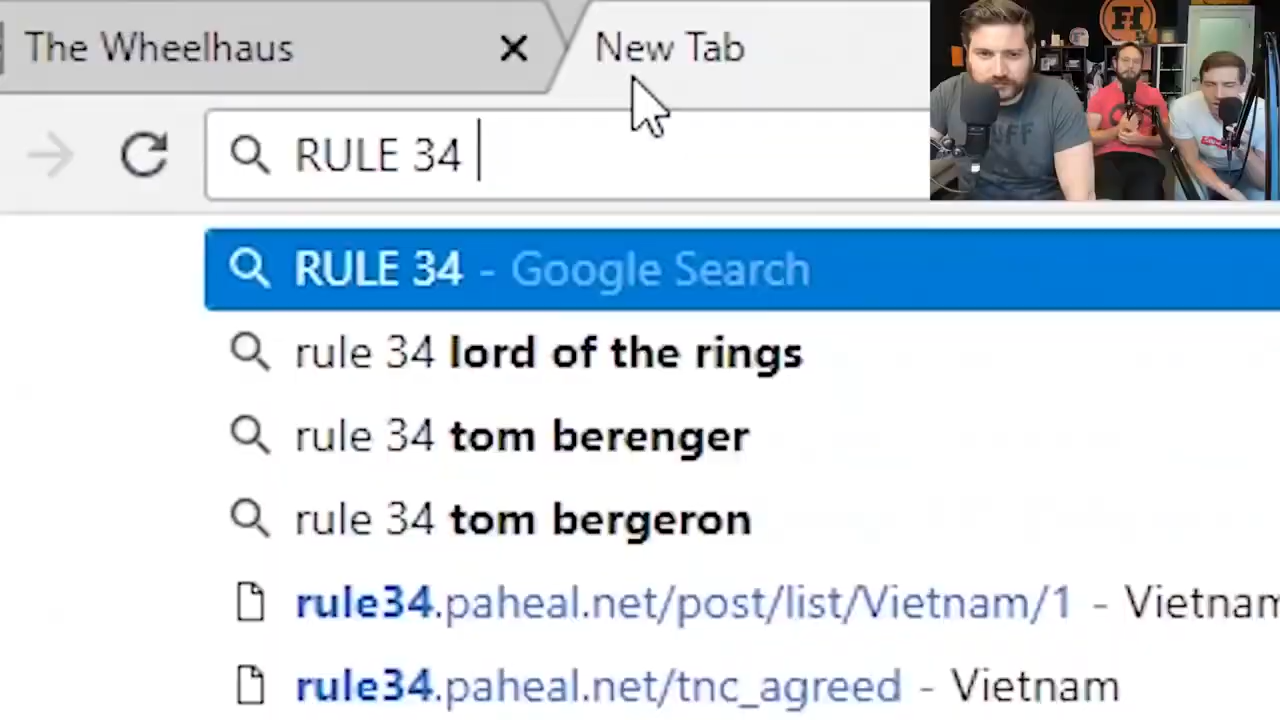 The Wheelhaus
New Tab
RULE 34
RULE 34 - Google Search
rule 34 lord of the rings
rule 34 tom berenger
rule 34 tom bergeron
rule34.paheal.net/post/list/Vietnam/1 - Vietnam
rule34.paheal.net/tnc_agreed - Vietnam